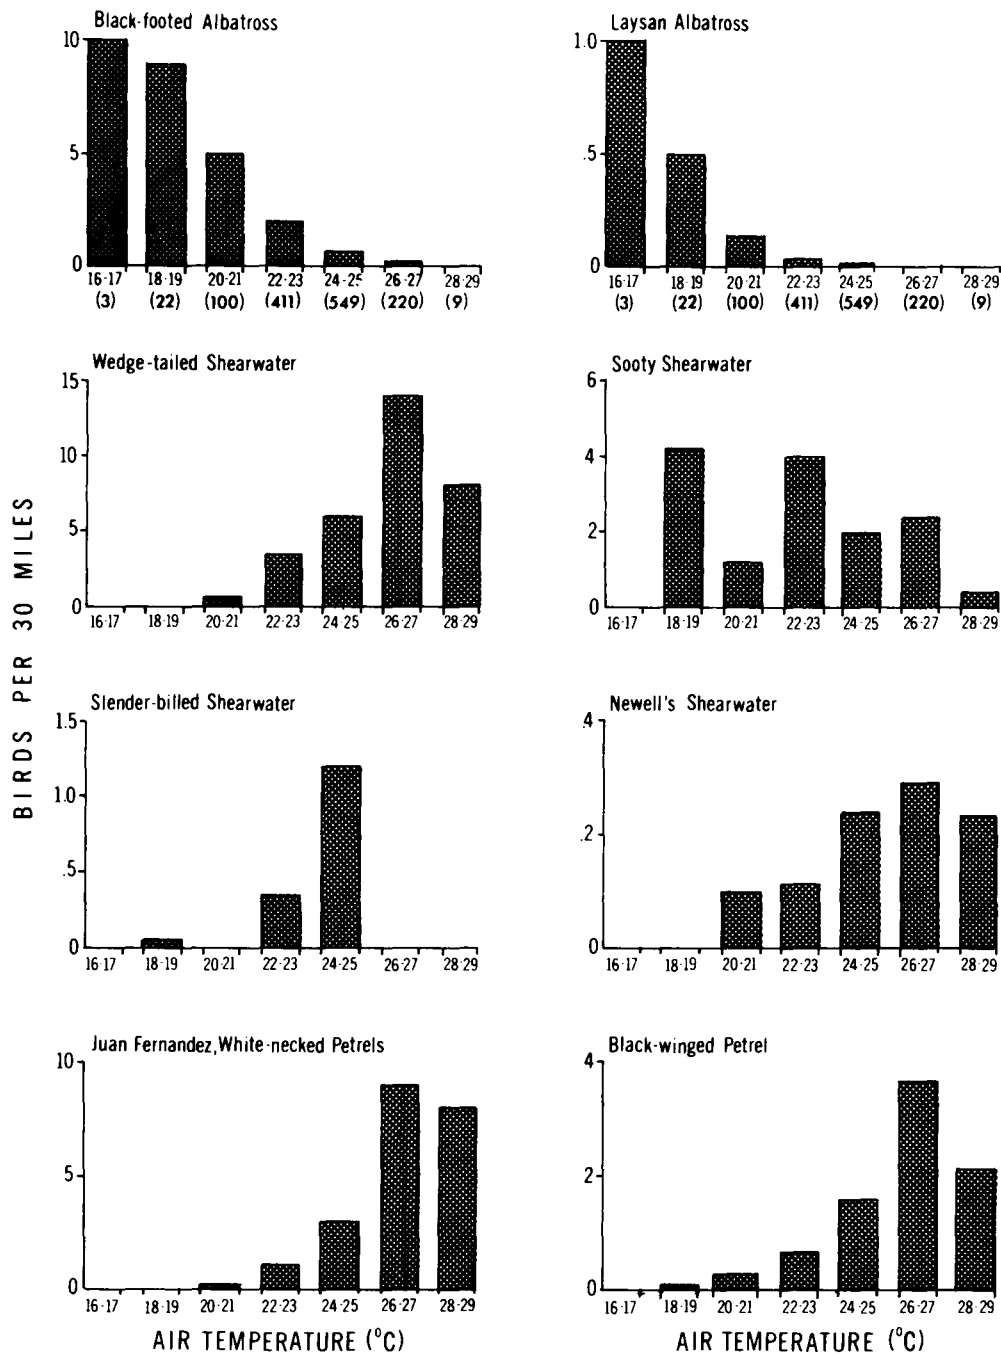 Black-footed Albatross
10
5
0
16-17 18-19 20-21 22-23 24-25 26-27 28-29
(3) (22) (100) (411) (549) (220) (9)
Laysan Albatross
1.0
.5
0
16-17 18-19 20-21 22-23 24-25 26-27 28-29
(3) (22) (100) (411) (549) (220) (9)
Wedge-tailed Shearwater
15
10
5
0
16-17 18-19 20-21 22-23 24-25 26-27 28-29
Sooty Shearwater
6
4
2
0
16-17 18-19 20-21 22-23 24-25 26-27 28-29
BIRDS PER 30 MILES
Slender-billed Shearwater
1.5
1.0
.5
0
16-17 18-19 20-21 22-23 24-25 26-27 28-29
Newell's Shearwater
.4
.2
0
16-17 18-19 20-21 22-23 24-25 26-27 28-29
Juan Fernandez, White-necked Petrels
10
5
0
16-17 18-19 20-21 22-23 24-25 26-27 28-29
AIR TEMPERATURE (°C)
Black-winged Petrel
4
2
0
16-17 18-19 20-21 22-23 24-25 26-27 28-29
AIR TEMPERATURE (°C)